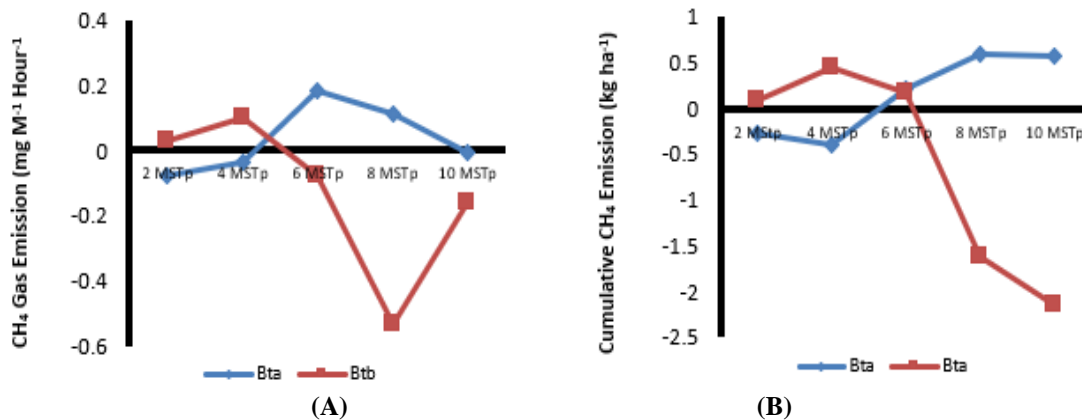 CH₄ Gas Emission (mg M⁻¹ Hour⁻¹)
0.4
0.2
0
-0.2
-0.4
-0.6
2 MSTp 4 MSTp 6 MSTp 8 MSTp 10 MSTp
Bta Btb
(A)
Cumulative CH₄ Emission (kg ha⁻¹)
1
0.5
0
-0.5
-1
-1.5
-2
-2.5
2 MStp 4 MSTp 6 MSTp 8 MSTp 10 MSTp
Bta Bta
(B)